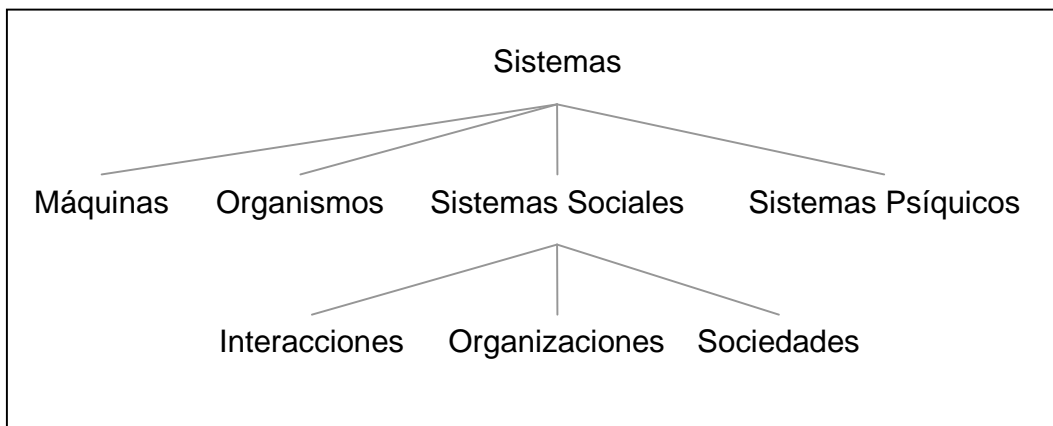 Sistemas
Máquinas Organismos Sistemas Sociales Sistemas Psíquicos
Interacciones Organizaciones Sociedades